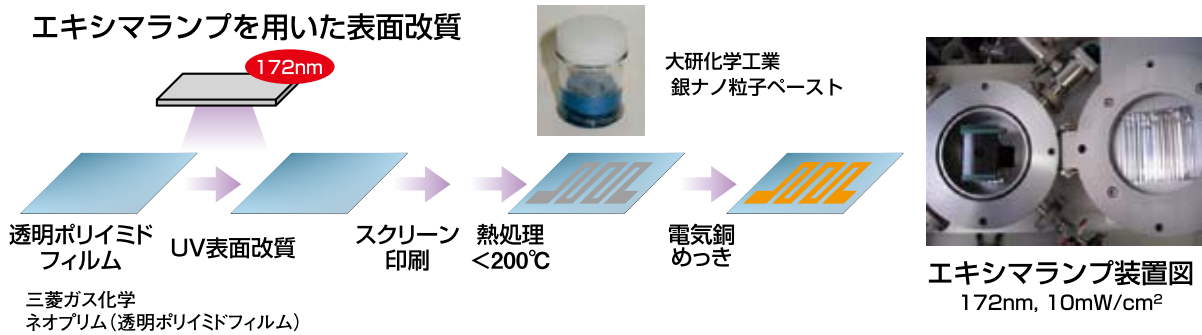 エキシマランプを用いた表面改質
172nm
大研化学工業
銀ナノ粒子ペースト
透明ポリイミド
フィルム
UV表面改質
スクリーン
印刷
熱処理
<200℃
電気銅
めっき
三菱ガス化学
ネオプリム(透明ポリイミドフィルム)
エキシマランプ装置図
172nm, 10mW/cm²